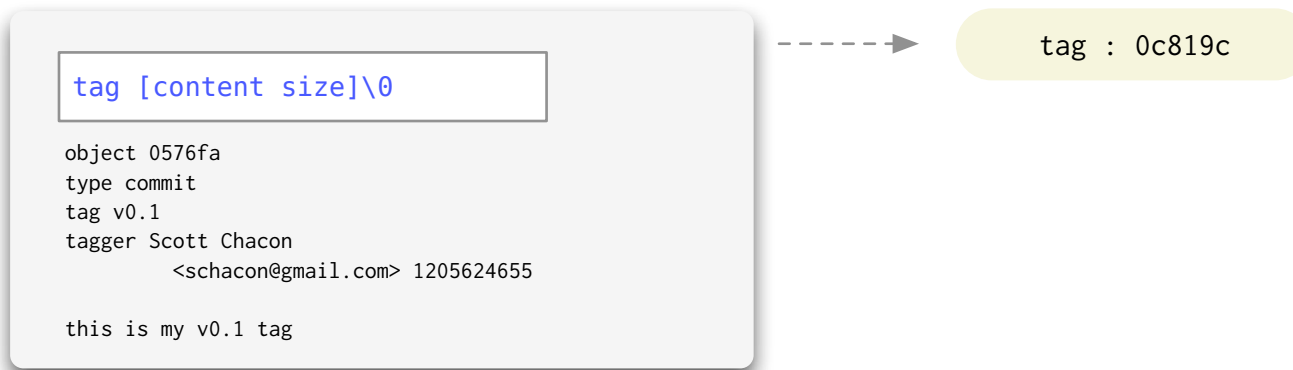 tag [content size]\0
tag : 0c819c
object 0576fa
type commit
tag v0.1
tagger Scott Chacon
<schacon@gmail.com> 1205624655
this is my v0.1 tag